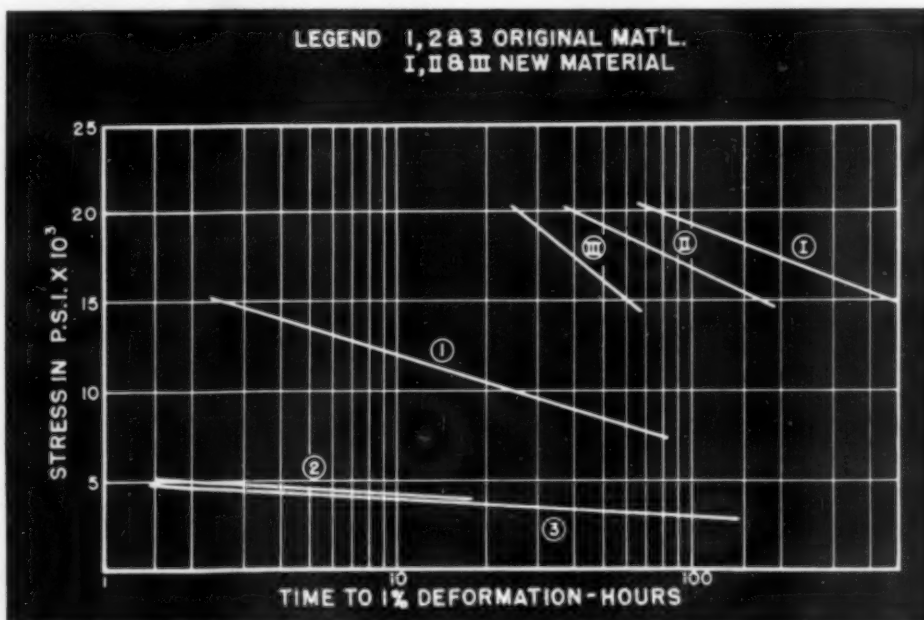 LEGEND 1, 2 & 3 ORIGINAL MAT'L.
I, II & III NEW MATERIAL
25
20
15
10
5
STRESS IN P.S.I. X 10³
III
II
I
1
2
3
1
10
100
TIME TO 1% DEFORMATION-HOURS